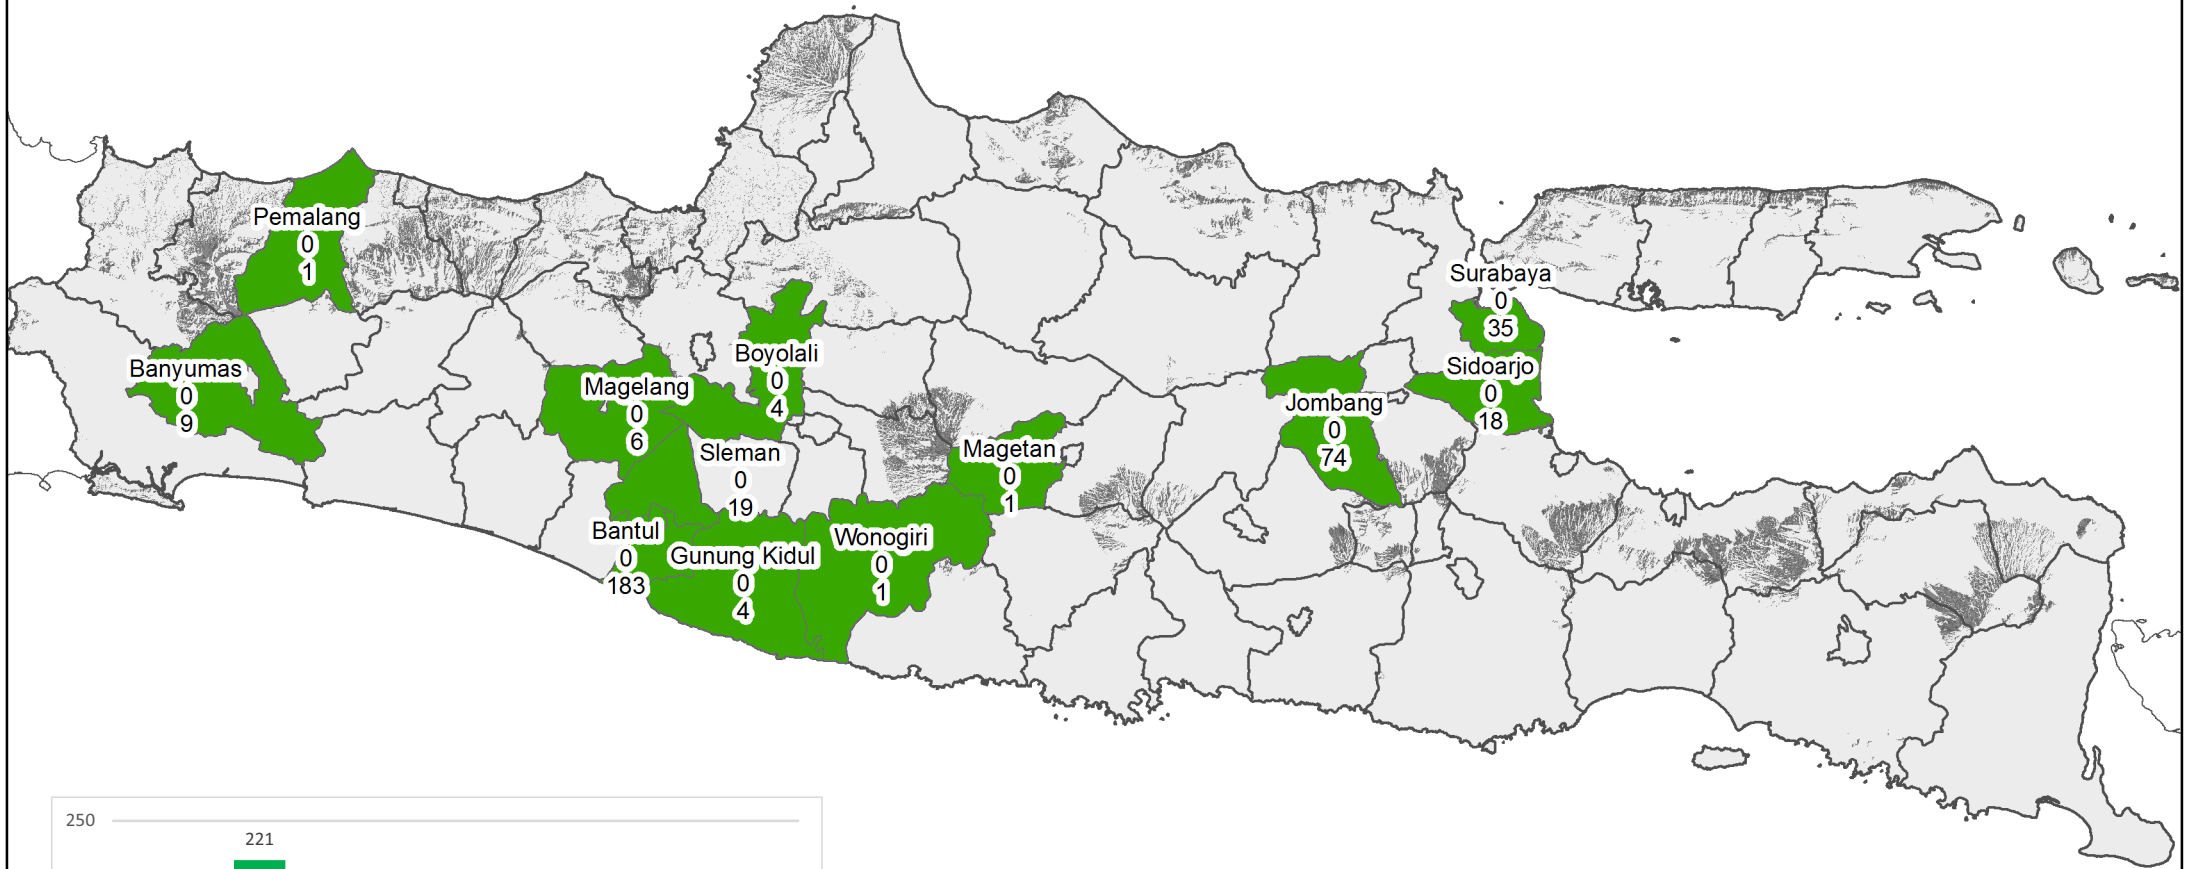 Pemalang
0
1
Banyumas
0
9
Magelang
0
6
Boyolali
0
4
Sleman
0
19
Bantul
0
183
Gunung Kidul
0
4
Wonogiri
0
1
Magetan
0
1
Jombang
0
74
Surabaya
0
35
Sidoarjo
0
18
250
221